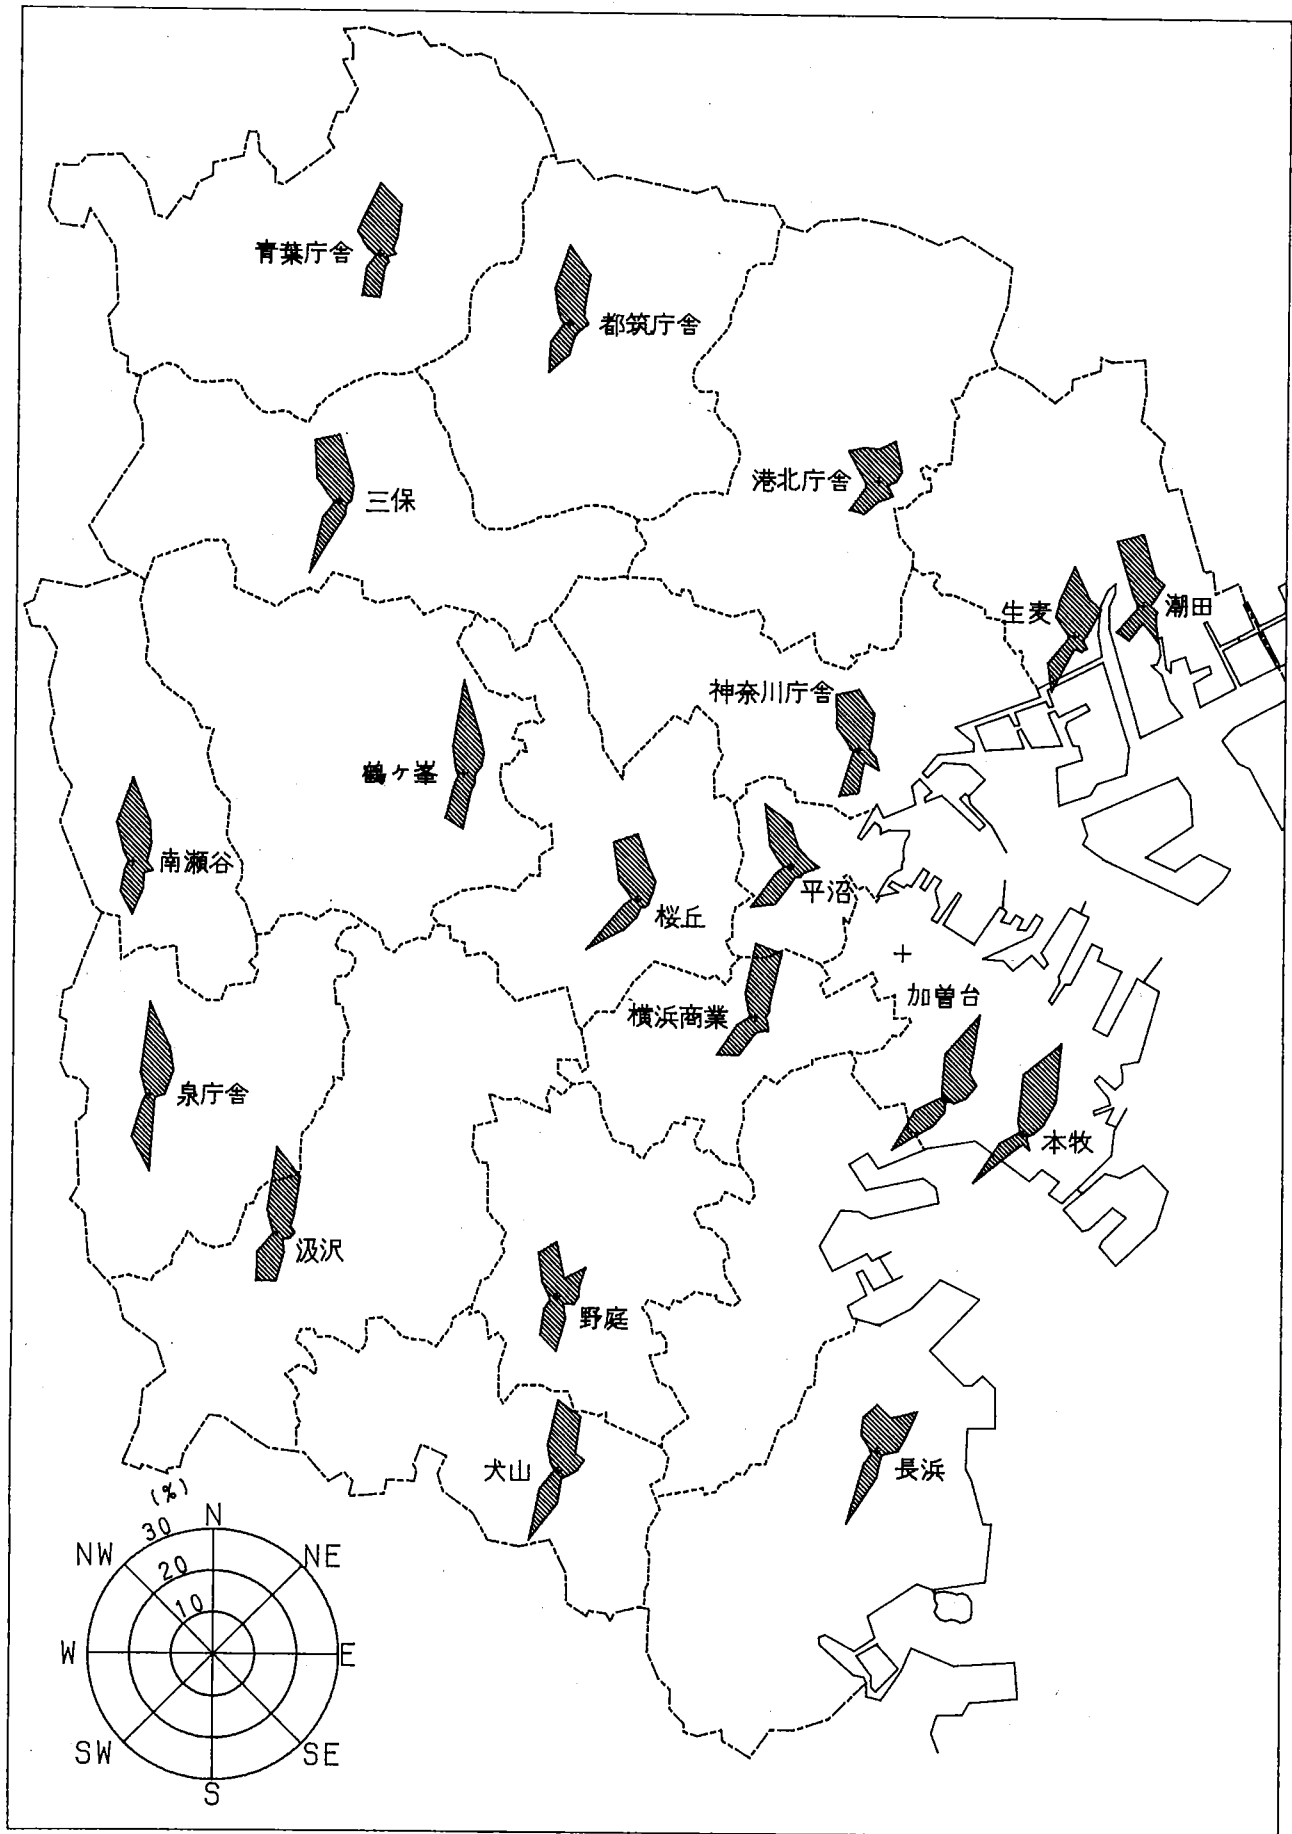 青葉庁舎
都筑庁舎
三保
港北庁舎
生麦
潮田
神奈川庁舎
鶴ヶ峯
南瀬谷
桜丘
平沼
加曽台
横浜商業
泉庁舎
本牧
汲沢
野庭
犬山
長浜
(%)
30
20
10
N
NW
NE
W
E
SW
SE
S